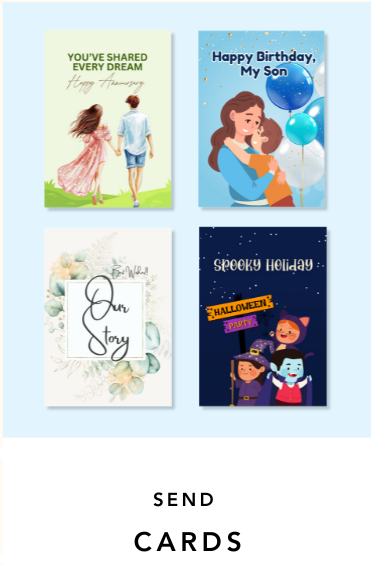 YOU'VE SHARED
EVERY DREAM
Happy Anniversary
Happy Birthday,
My Son
Best Wishes!
Our
Story
SPOOKY HOLIDAY
HALLOWEEN
PARTY
SEND
CARDS